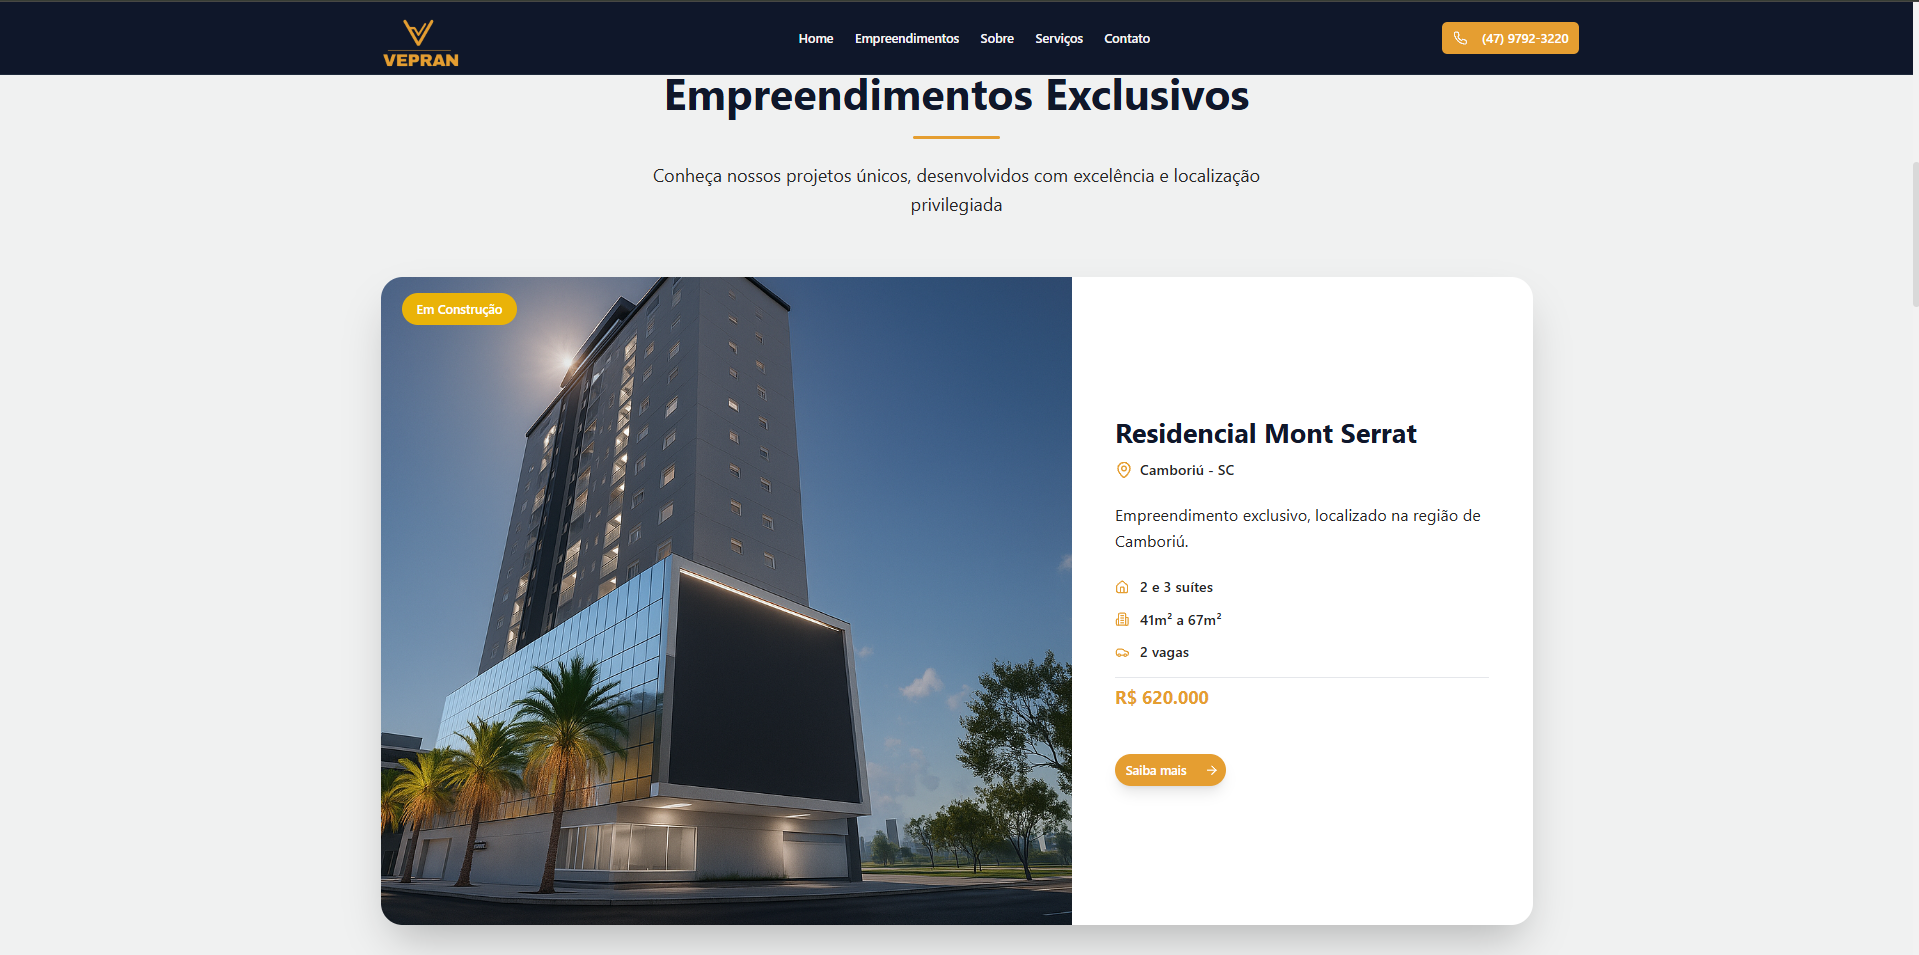 VEPRAN
Home Empreendimentos Sobre Serviços Contato
(47) 9792-3220
Empreendimentos Exclusivos
Conheça nossos projetos únicos, desenvolvidos com excelência e localização
privilegiada
Em Construção
Residencial Mont Serrat
Camboriú - SC
Empreendimento exclusivo, localizado na região de
Camboriú.
2 e 3 suítes
41m² a 67m²
2 vagas
R$ 620.000
Saiba mais